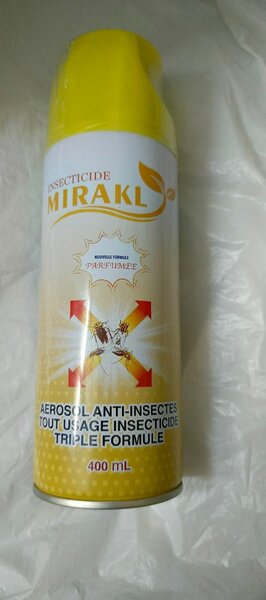 INSECTICIDE
MIRAKL
NOUVELLE FORMULE
PARFUMEE
AEROSOL ANTI-INSECTES
TOUT USAGE INSECTICIDE
TRIPLE FORMULE
400 mL